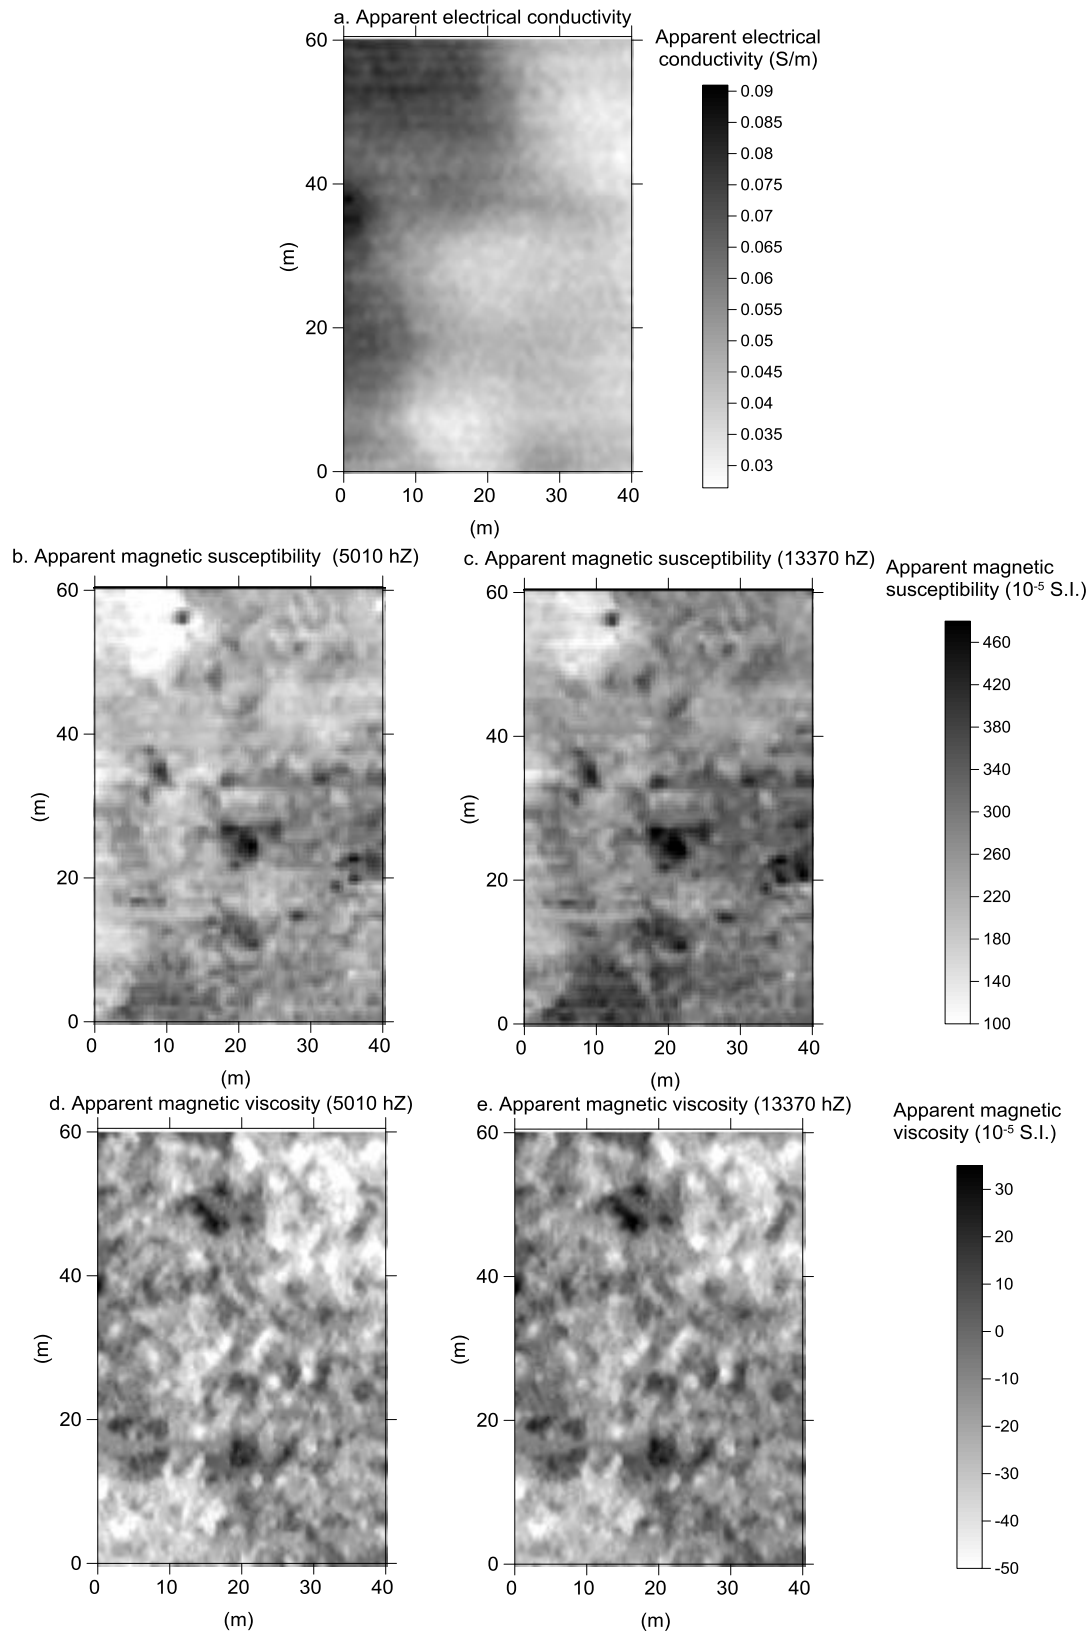 a. Apparent electrical conductivity
Apparent electrical
conductivity (S/m)
60
40
20
0
(m)
0 10 20 30 40
(m)
0.09
0.085
0.08
0.075
0.07
0.065
0.06
0.055
0.05
0.045
0.04
0.035
0.03
b. Apparent magnetic susceptibility (5010 hZ)
60
40
20
0
(m)
0 10 20 30 40
(m)
c. Apparent magnetic susceptibility (13370 hZ)
60
40
20
0
(m)
0 10 20 30 40
(m)
Apparent magnetic
susceptibility (10-5 S.I.)
460
420
380
340
300
260
220
180
140
100
d. Apparent magnetic viscosity (5010 hZ)
60
40
20
0
(m)
0 10 20 30 40
(m)
e. Apparent magnetic viscosity (13370 hZ)
60
40
20
0
(m)
0 10 20 30 40
(m)
Apparent magnetic
viscosity (10-5 S.I.)
30
20
10
0
-10
-20
-30
-40
-50